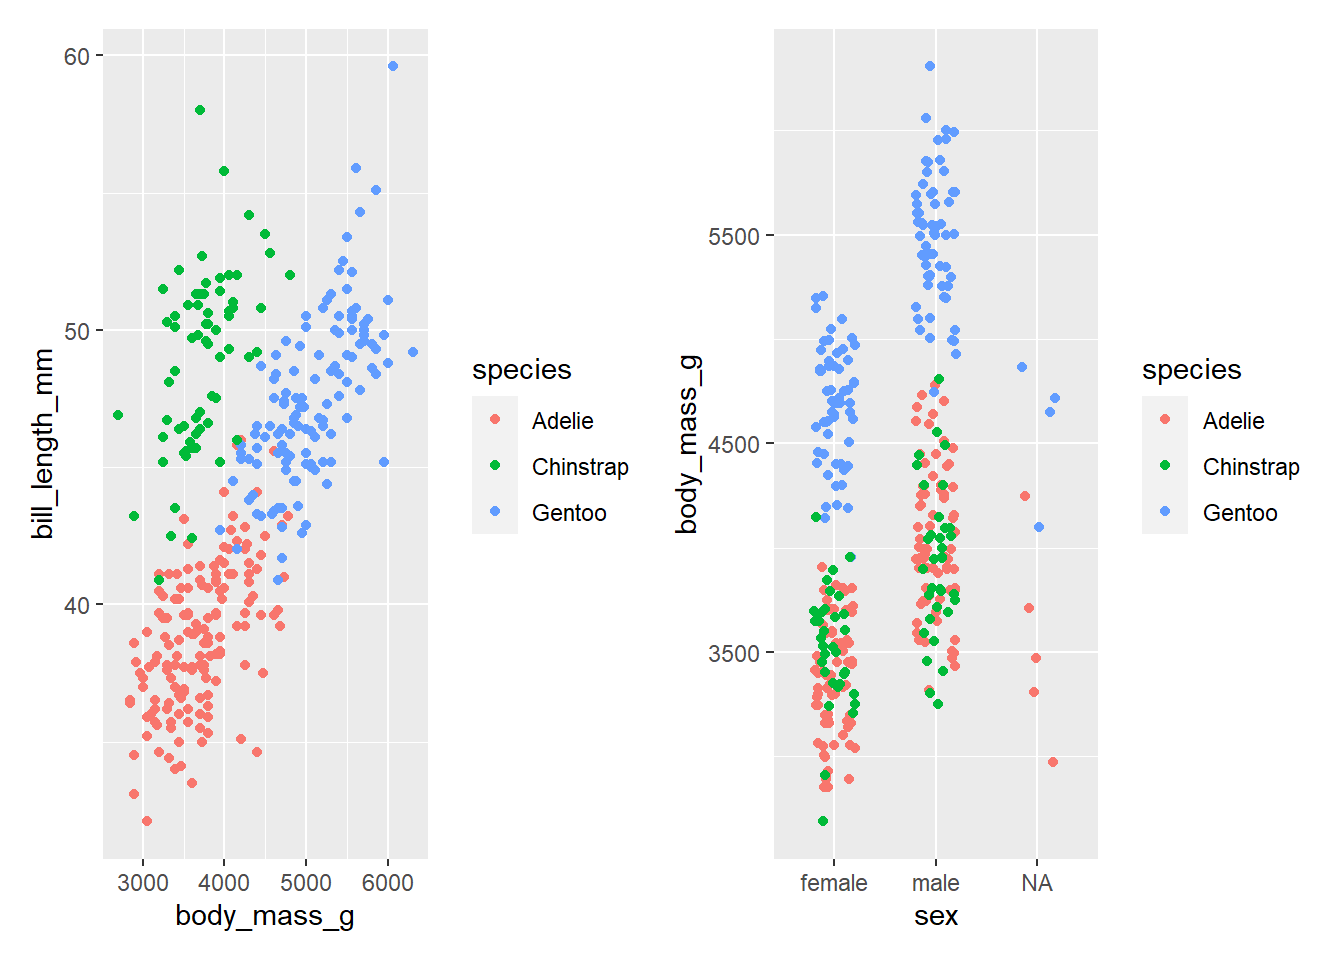 60
50
40
bill_length_mm
3000 4000 5000 6000
body_mass_g
species
Adelie
Chinstrap
Gentoo
5500
4500
3500
body_mass_g
female male NA
sex
species
Adelie
Chinstrap
Gentoo